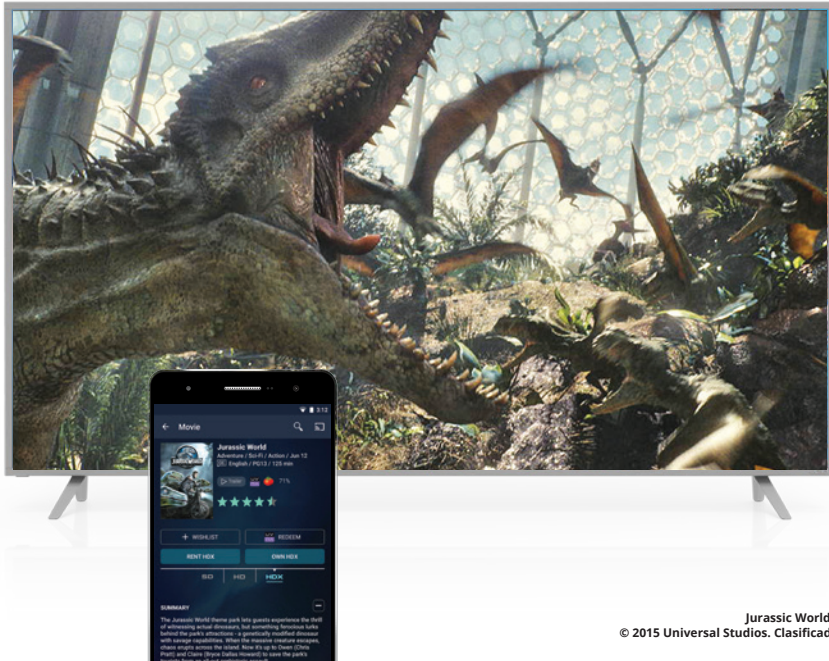 3:12
Movie
Jurassic World
Adventure / Sci-Fi / Action / Jun 12
CC English / PG13 / 125 min
Trailer 71%
+ WISHLIST REDEEM
RENT HDX OWN HDX
SD HD HDX
SUMMARY
The Jurassic World theme park lets guests experience the thrill
of witnessing actual dinosaurs, but something ferocious lurks
behind the park's attractions - a genetically modified dinosaur
with savage capabilities. When the massive creature escapes,
chaos erupts across the island. Now it's up to Owen (Chris
Pratt) and Claire (Bryce Dallas Howard) to save the park's
Jurassic World
© 2015 Universal Studios. Clasificad